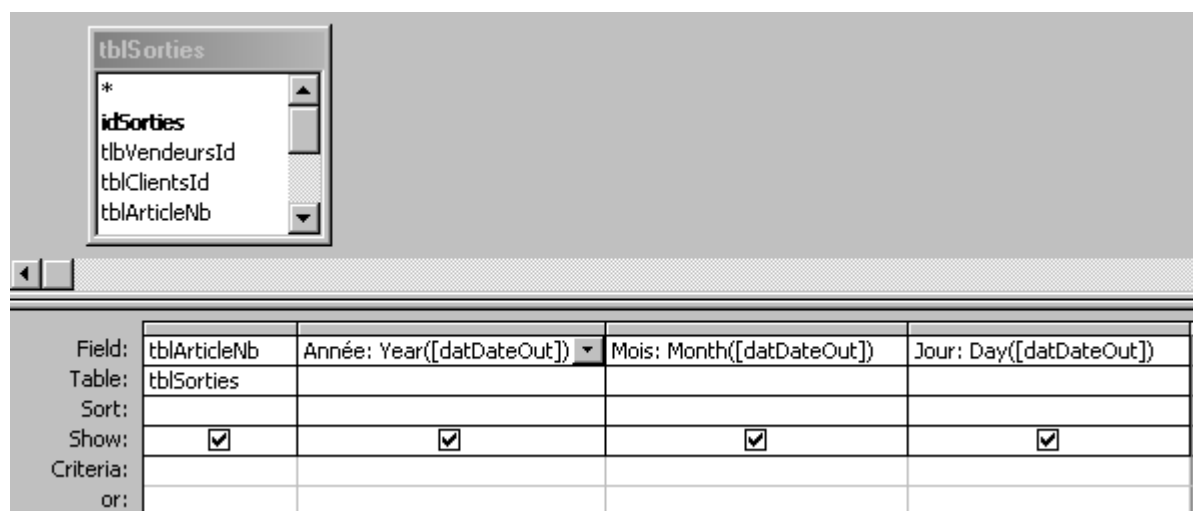 tblSorties
*
idSorties
tlbVendeursId
tblClientsId
tblArticleNb
Field: tblArticleNb Année: Year([datDateOut]) Mois: Month([datDateOut]) Jour: Day([datDateOut])
Table: tblSorties
Sort:
Show:
Criteria:
or: